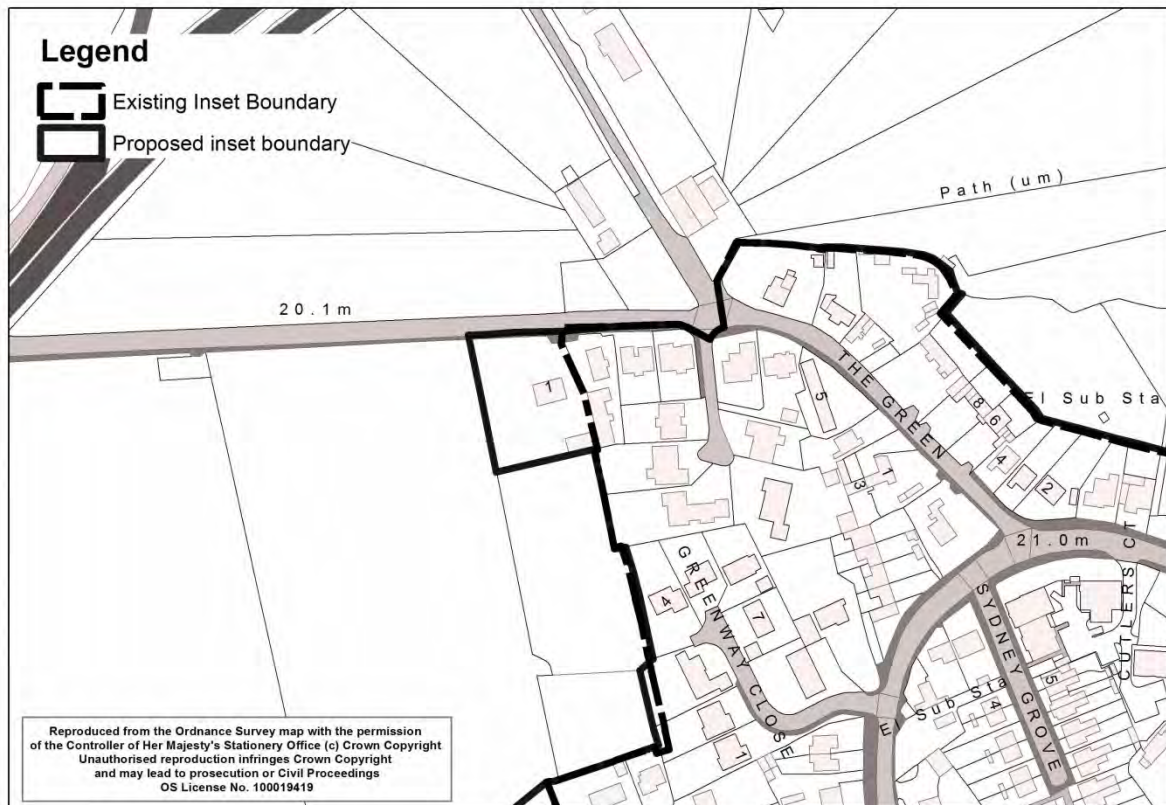 Legend
Existing Inset Boundary
Proposed inset boundary
Path (um)
20.1m
1
THE GREEN
5
8
6
El Sub Sta
4
2
1
3
21.0m
GREENWAY CLOSE
4
7
1
SYDNEY GROVE
CUTLERS CT
E
Sub Sta
5
4
Reproduced from the Ordnance Survey map with the permission
of the Controller of Her Majesty's Stationery Office (c) Crown Copyright
Unauthorised reproduction infringes Crown Copyright
and may lead to prosecution or Civil Proceedings
OS License No. 100019419